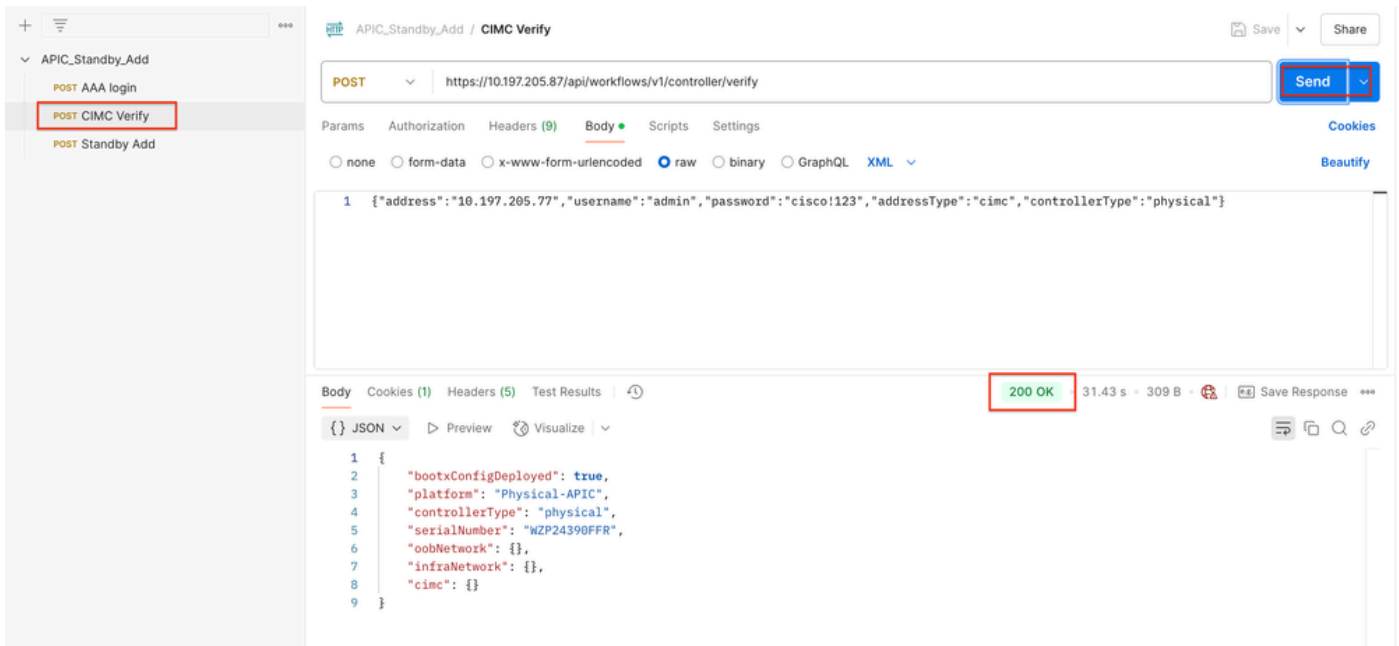 APIC_Standby_Add / CIMC Verify
Save
Share
APIC_Standby_Add
POST AAA login
POST CIMC Verify
POST Standby Add
POST
https://10.197.205.87/api/workflows/v1/controller/verify
Send
Params Authorization Headers (9) Body Scripts Settings
Cookies
none form-data x-www-form-urlencoded raw binary GraphQL XML
Beautify
1 {"address":"10.197.205.77","username":"admin","password":"cisco!123","addressType":"cimc","controllerType":"physical"}
Body Cookies (1) Headers (5) Test Results
200 OK 31.43 s 309 B Save Response
{} JSON Preview Visualize
1 {
2 "bootxConfigDeployed": true,
3 "platform": "Physical-APIC",
4 "controllerType": "physical",
5 "serialNumber": "WZP24390FFR",
6 "oobNetwork": {},
7 "infraNetwork": {},
8 "cimc": {}
9 }